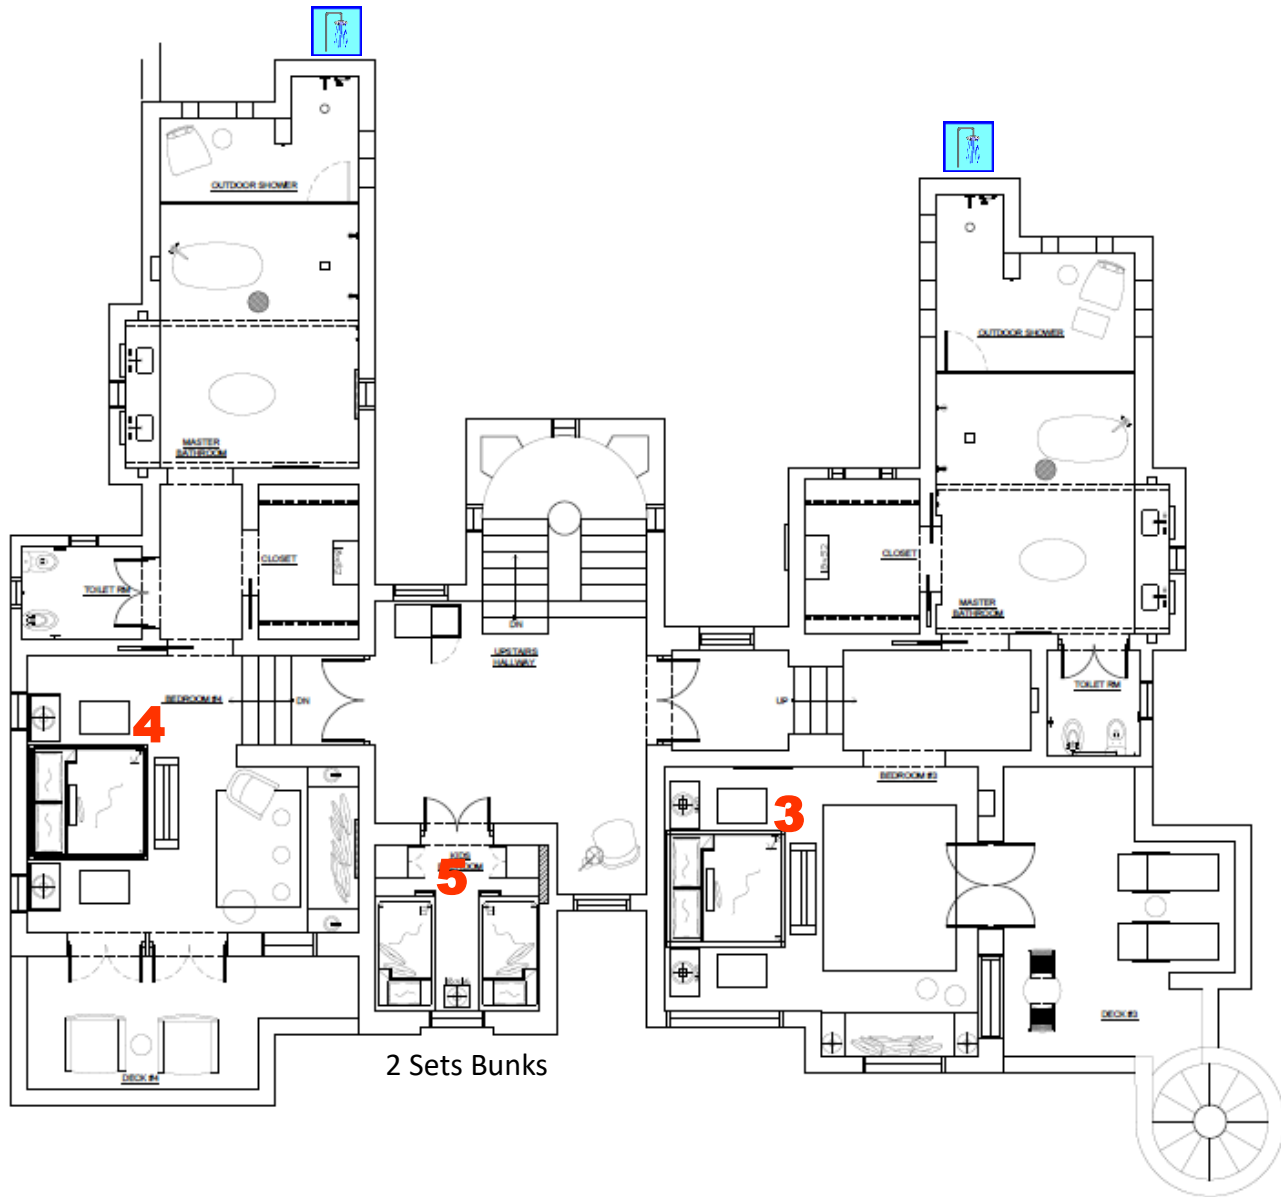 OUTDOOR SHOWER
OUTDOOR SHOWER
MASTER
BATHROOM
CLOSET
TOILET RM
CLOSET
MASTER
BATHROOM
DN
UPSTAIRS
HALLWAY
TOILET RM
BEDROOM #4
DN
UP
4
BEDROOM #3
3
KIDS
5
DECK #3
2 Sets Bunks
DECK #4